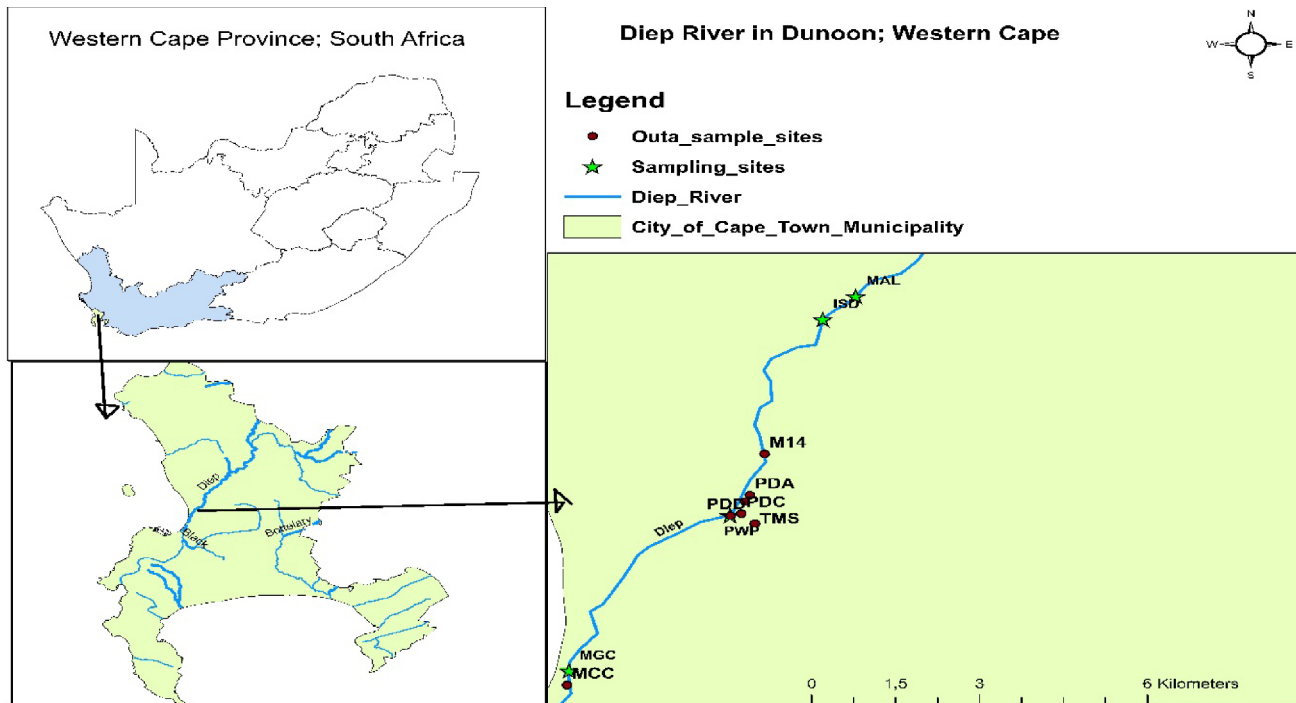 Western Cape Province; South Africa
Diep River in Dunoon; Western Cape
N
W
E
S
Legend
Outa_sample_sites
Sampling_sites
Diep_River
City_of_Cape_Town_Municipality
MAL
ISD
M14
PDA
PDD
PDC
TMS
PWP
Diep
MGC
MCC
0 1,5 3 6 Kilometers
Diep
Black
Bottelary